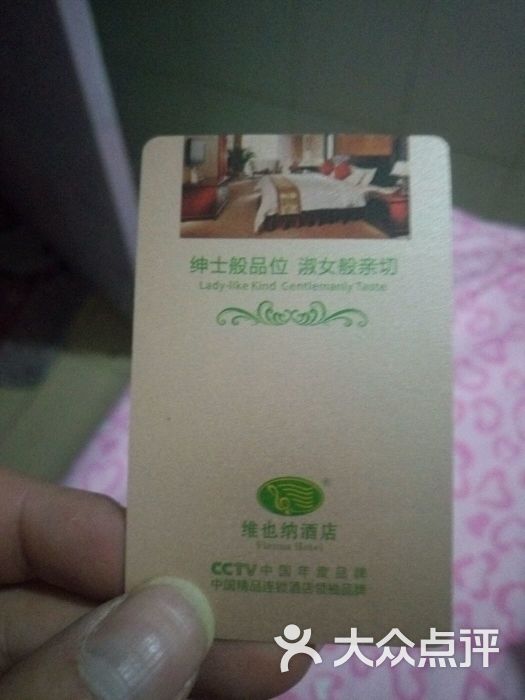 绅士般品位 淑女般亲切
Lady-like Kind Gentlemanly Taste
®
维也纳酒店
Vienna Hotel
CCTV中国年度品牌
中国精品连锁酒店领袖品牌
大众点评